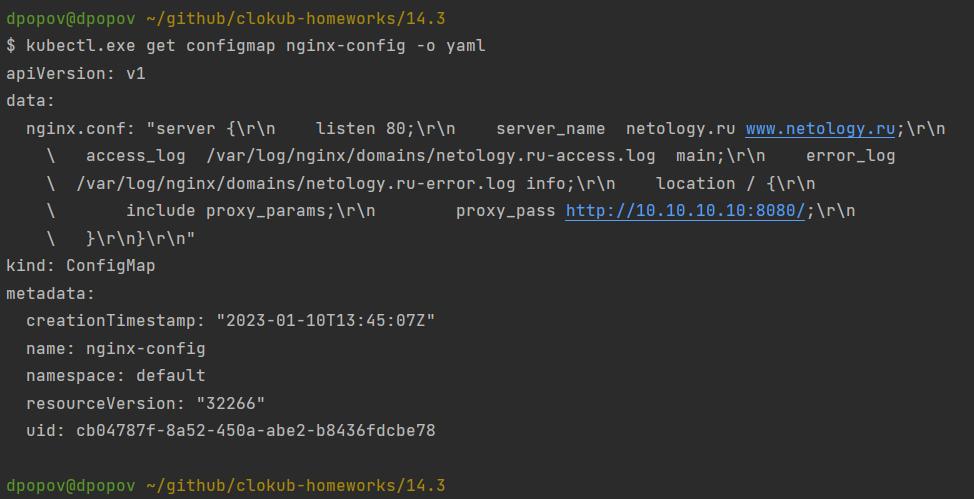 dpopov@dpopov ~/github/clokub-homeworks/14.3
$ kubectl.exe get configmap nginx-config -o yaml
apiVersion: v1
data:
  nginx.conf: "server {\r\n    listen 80;\r\n    server_name  netology.ru www.netology.ru;\r\n
    \   access_log  /var/log/nginx/domains/netology.ru-access.log  main;\r\n    error_log
    \  /var/log/nginx/domains/netology.ru-error.log info;\r\n    location / {\r\n
    \       include proxy_params;\r\n        proxy_pass http://10.10.10.10:8080/;\r\n
    \   }\r\n}\r\n"
kind: ConfigMap
metadata:
  creationTimestamp: "2023-01-10T13:45:07Z"
  name: nginx-config
  namespace: default
  resourceVersion: "32266"
  uid: cb04787f-8a52-450a-abe2-b8436fdcbe78
dpopov@dpopov ~/github/clokub-homeworks/14.3